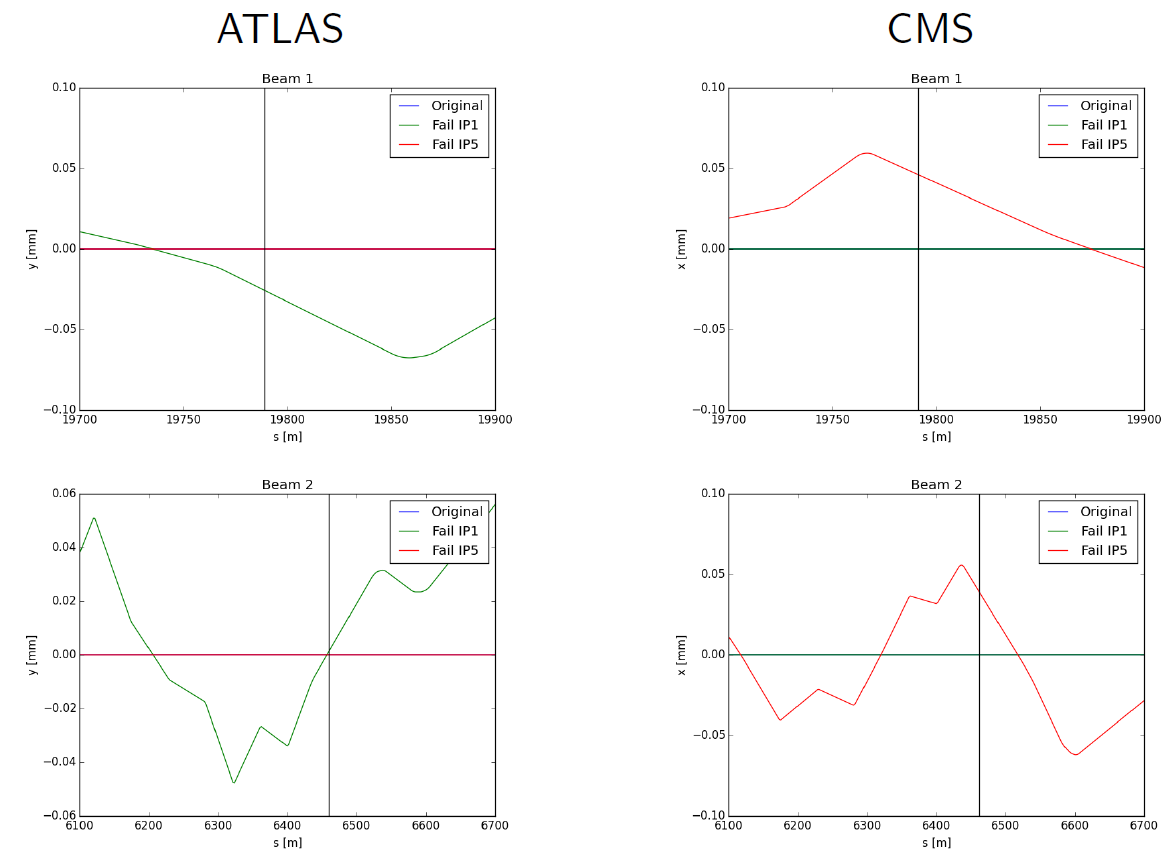 ATLAS
CMS
Beam 1
0.10
0.05
0.00
−0.05
−0.10
y [mm]
Original
Fail IP1
Fail IP5
19700 19750 19800 19850 19900
s [m]
Beam 1
0.10
0.05
0.00
−0.05
−0.10
x [mm]
Original
Fail IP1
Fail IP5
19700 19750 19800 19850 19900
s [m]
Beam 2
0.06
0.04
0.02
0.00
−0.02
−0.04
−0.06
y [mm]
Original
Fail IP1
Fail IP5
6100 6200 6300 6400 6500 6600 6700
s [m]
Beam 2
0.10
0.05
0.00
−0.05
−0.10
x [mm]
Original
Fail IP1
Fail IP5
6100 6200 6300 6400 6500 6600 6700
s [m]